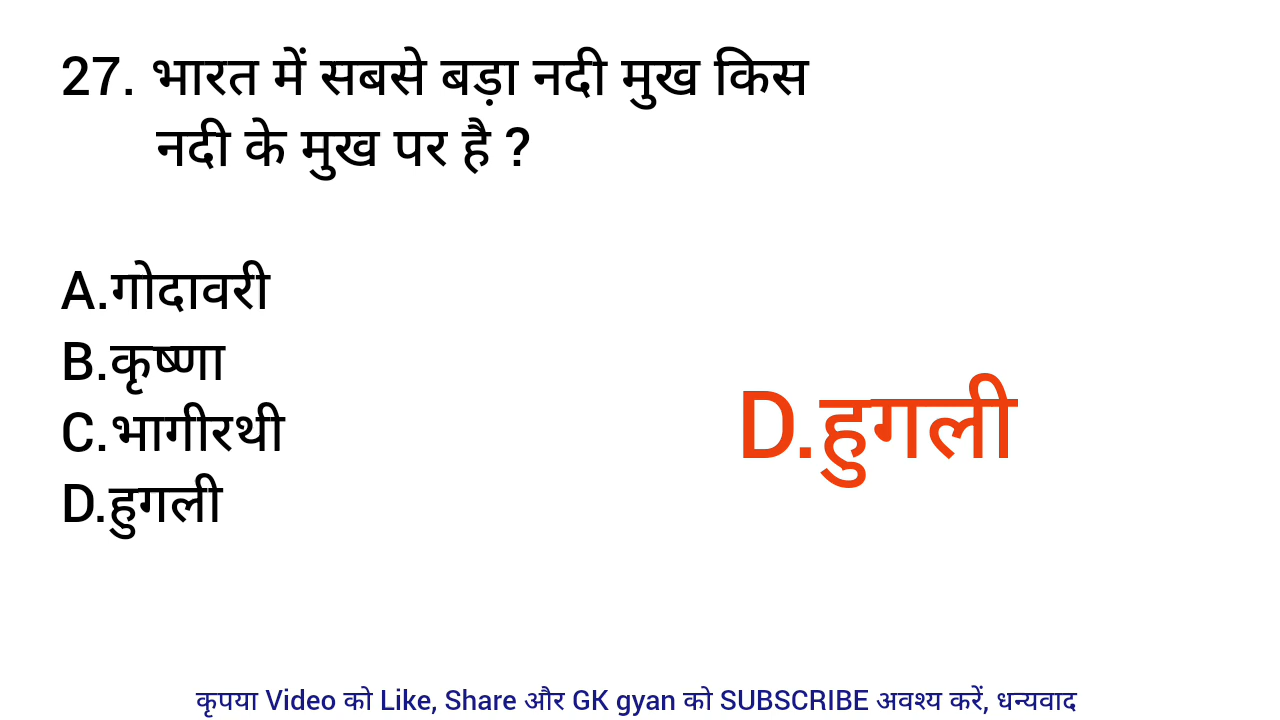 27. भारत में सबसे बड़ा नदी मुख किस
नदी के मुख पर है ?
A.गोदावरी
B.कृष्णा
C.भागीरथी
D.हुगली
D.हुगली
कृपया Video को Like, Share और GK gyan को SUBSCRIBE अवश्य करें, धन्यवाद